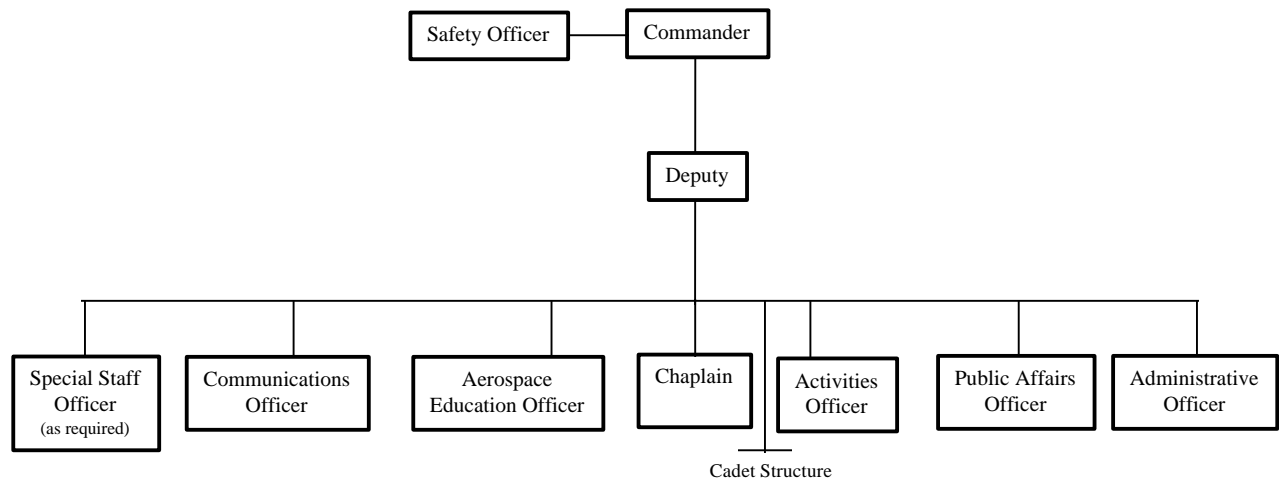 Safety Officer
Commander
Deputy
Special Staff
Officer
(as required)
Communications
Officer
Aerospace
Education Officer
Chaplain
Activities
Officer
Public Affairs
Officer
Administrative
Officer
Cadet Structure